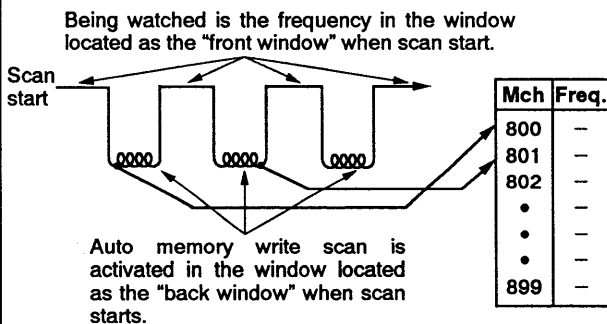 Being watched is the frequency in the window
located as the “front window” when scan start.
Scan
start
Mch Freq.
800 –
801 –
802 –
• –
• –
• –
899 –
Auto memory write scan is
activated in the window located
as the “back window” when scan
starts.